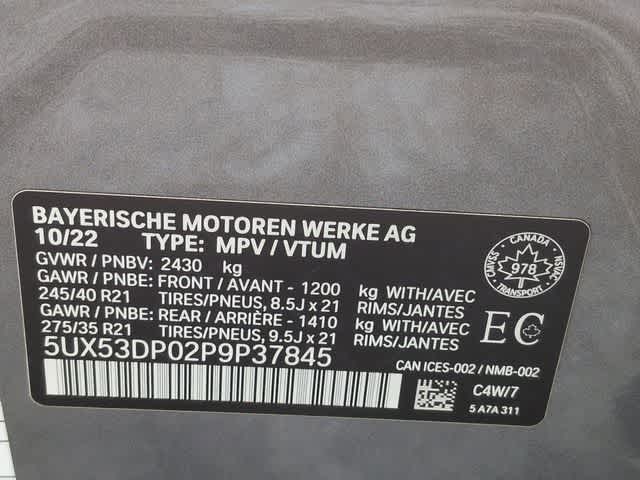 BAYERISCHE MOTOREN WERKE AG
10/22 TYPE: MPV / VTUM
GVWR / PNBV: 2430 kg
GAWR / PNBE: FRONT / AVANT - 1200 kg WITH/AVEC
245/40 R21 TIRES/PNEUS, 8.5J x 21 RIMS/JANTES
GAWR / PNBE: REAR / ARRIÈRE - 1410 kg WITH/AVEC
275/35 R21 TIRES/PNEUS, 9.5J x 21 RIMS/JANTES
5UX53DP02P9P37845
CANADA
CMVSS
978
NSVAC
TRANSPORT
EC
CAN ICES-002 / NMB-002
C4W/7
5 A7A 311